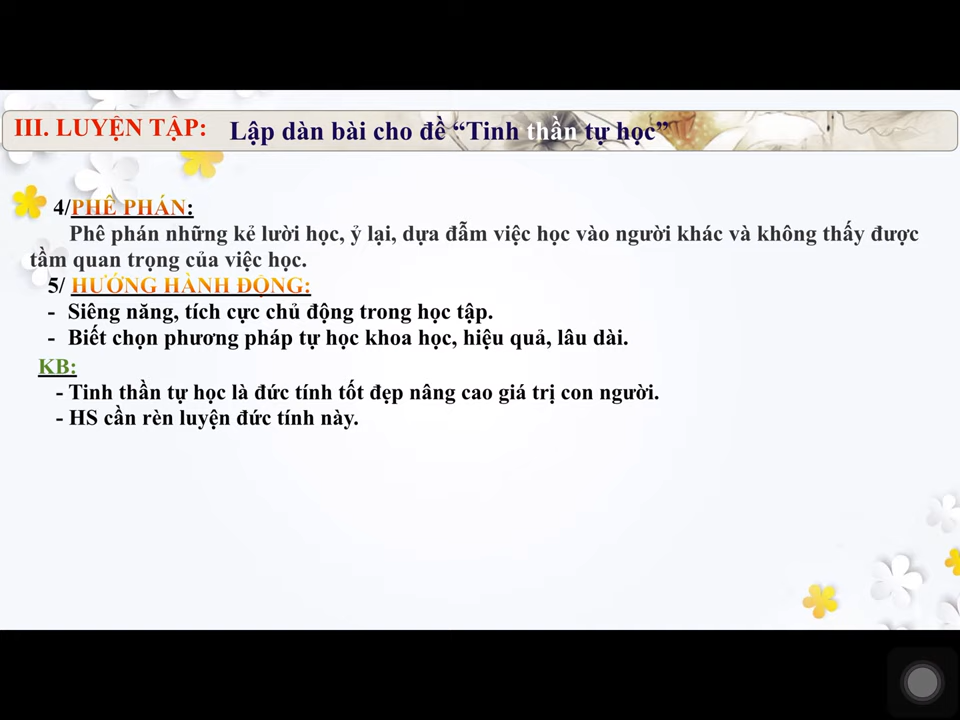 III. LUYỆN TẬP: Lập dàn bài cho đề “Tinh thần tự học”
4/PHÊ PHÁN:
Phê phán những kẻ lười học, ỷ lại, dựa đẫm việc học vào người khác và không thấy được
tầm quan trọng của việc học.
5/ HƯỚNG HÀNH ĐỘNG:
- Siêng năng, tích cực chủ động trong học tập.
- Biết chọn phương pháp tự học khoa học, hiệu quả, lâu dài.
KB:
- Tinh thần tự học là đức tính tốt đẹp nâng cao giá trị con người.
- HS cần rèn luyện đức tính này.